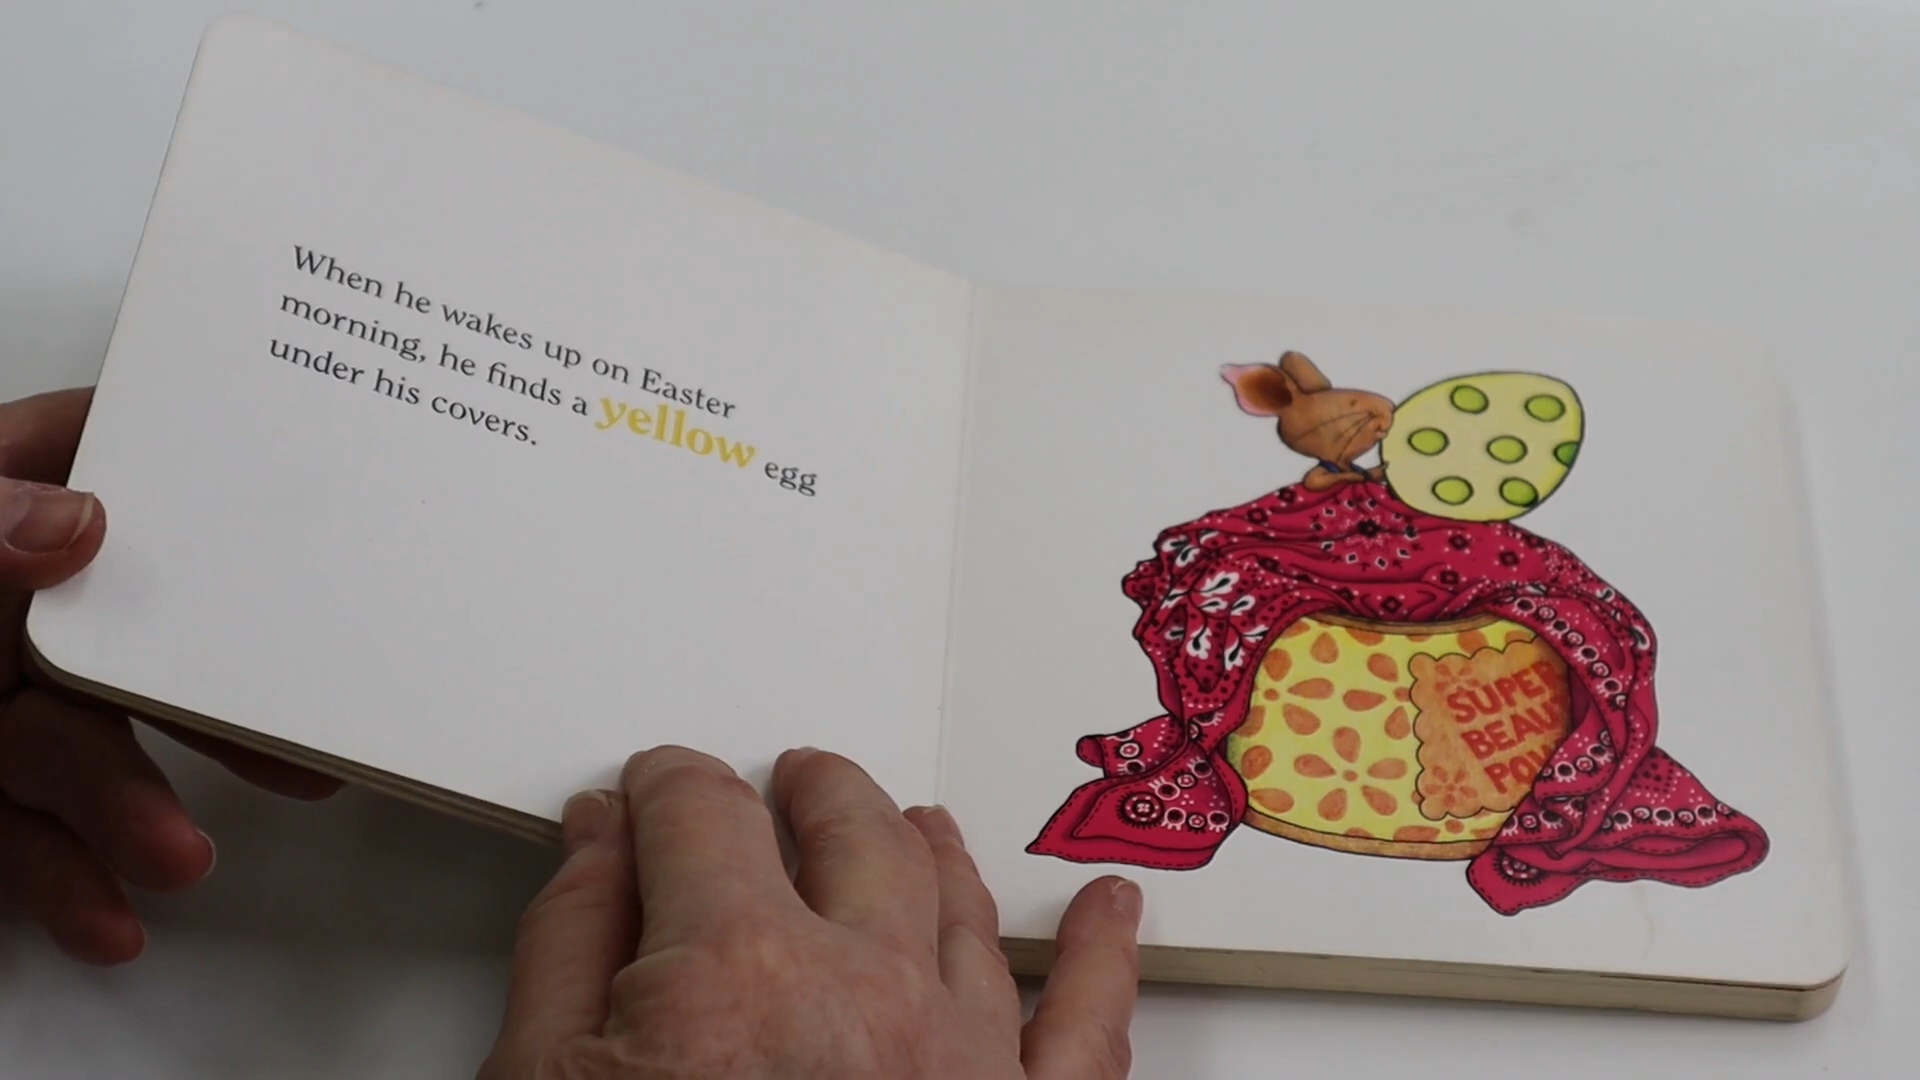 When he wakes up on Easter
morning, he finds a yellow egg
under his covers.
SUPER
BEAU
POW